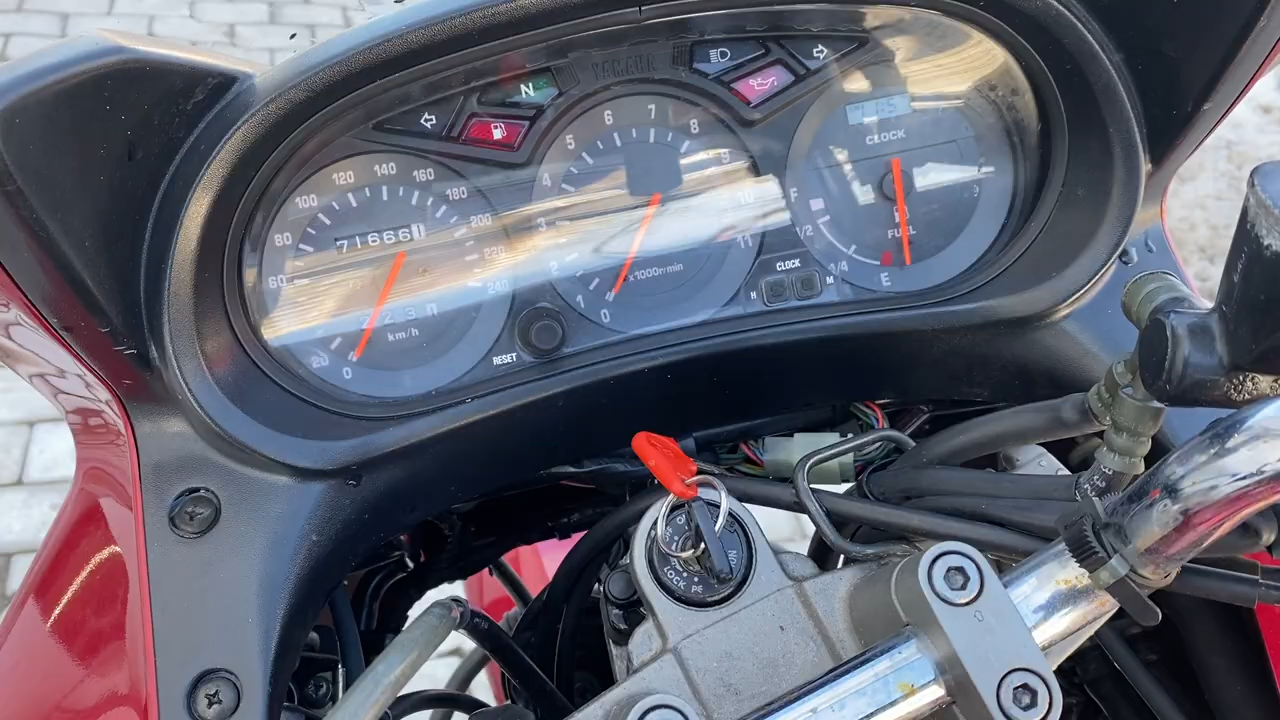 YAMAHA
N
120 140 160
100 180
80 200
60 220
240
20
0
71666
km/h
RESET
7
6 8
5 9
4 10
3 11
2
1
0
x1000r/min
CLOCK
H M
CLOCK
F
1/2
1/4
E
FUEL
ON
LOCK